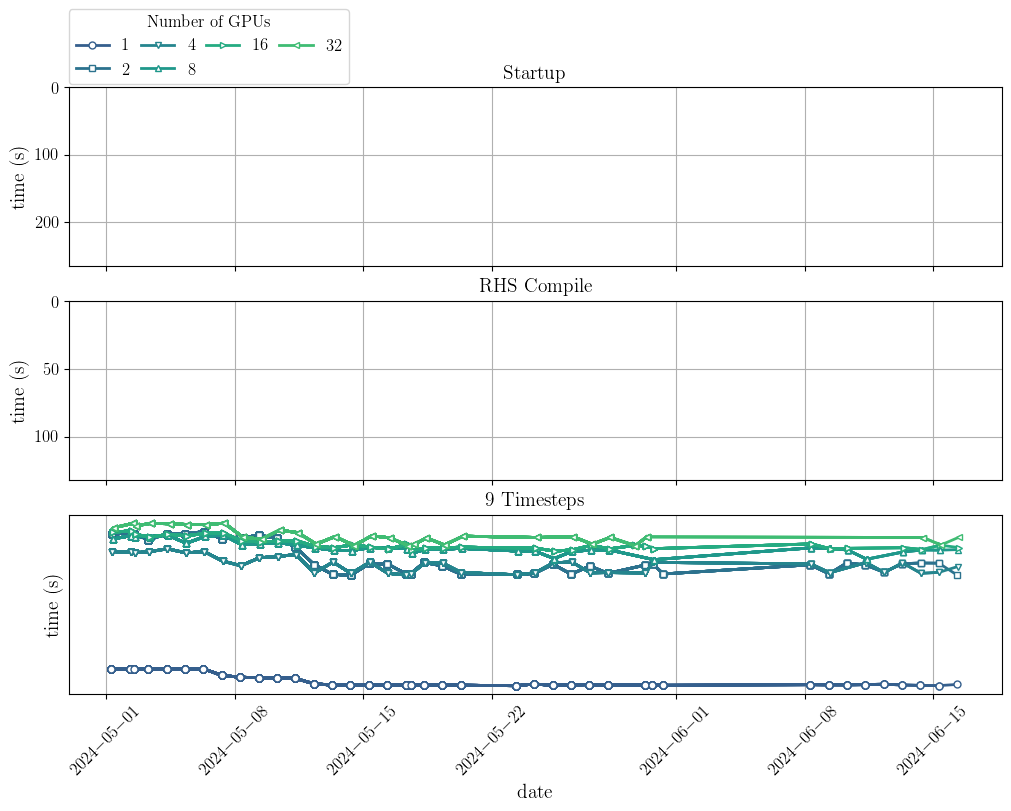 Number of GPUs
1 4 16 32
2 8
Startup
0
100
200
time (s)
RHS Compile
0
50
100
time (s)
9 Timesteps
time (s)
2024−05−01 2024−05−08 2024−05−15 2024−05−22 2024−06−01 2024−06−08 2024−06−15
date